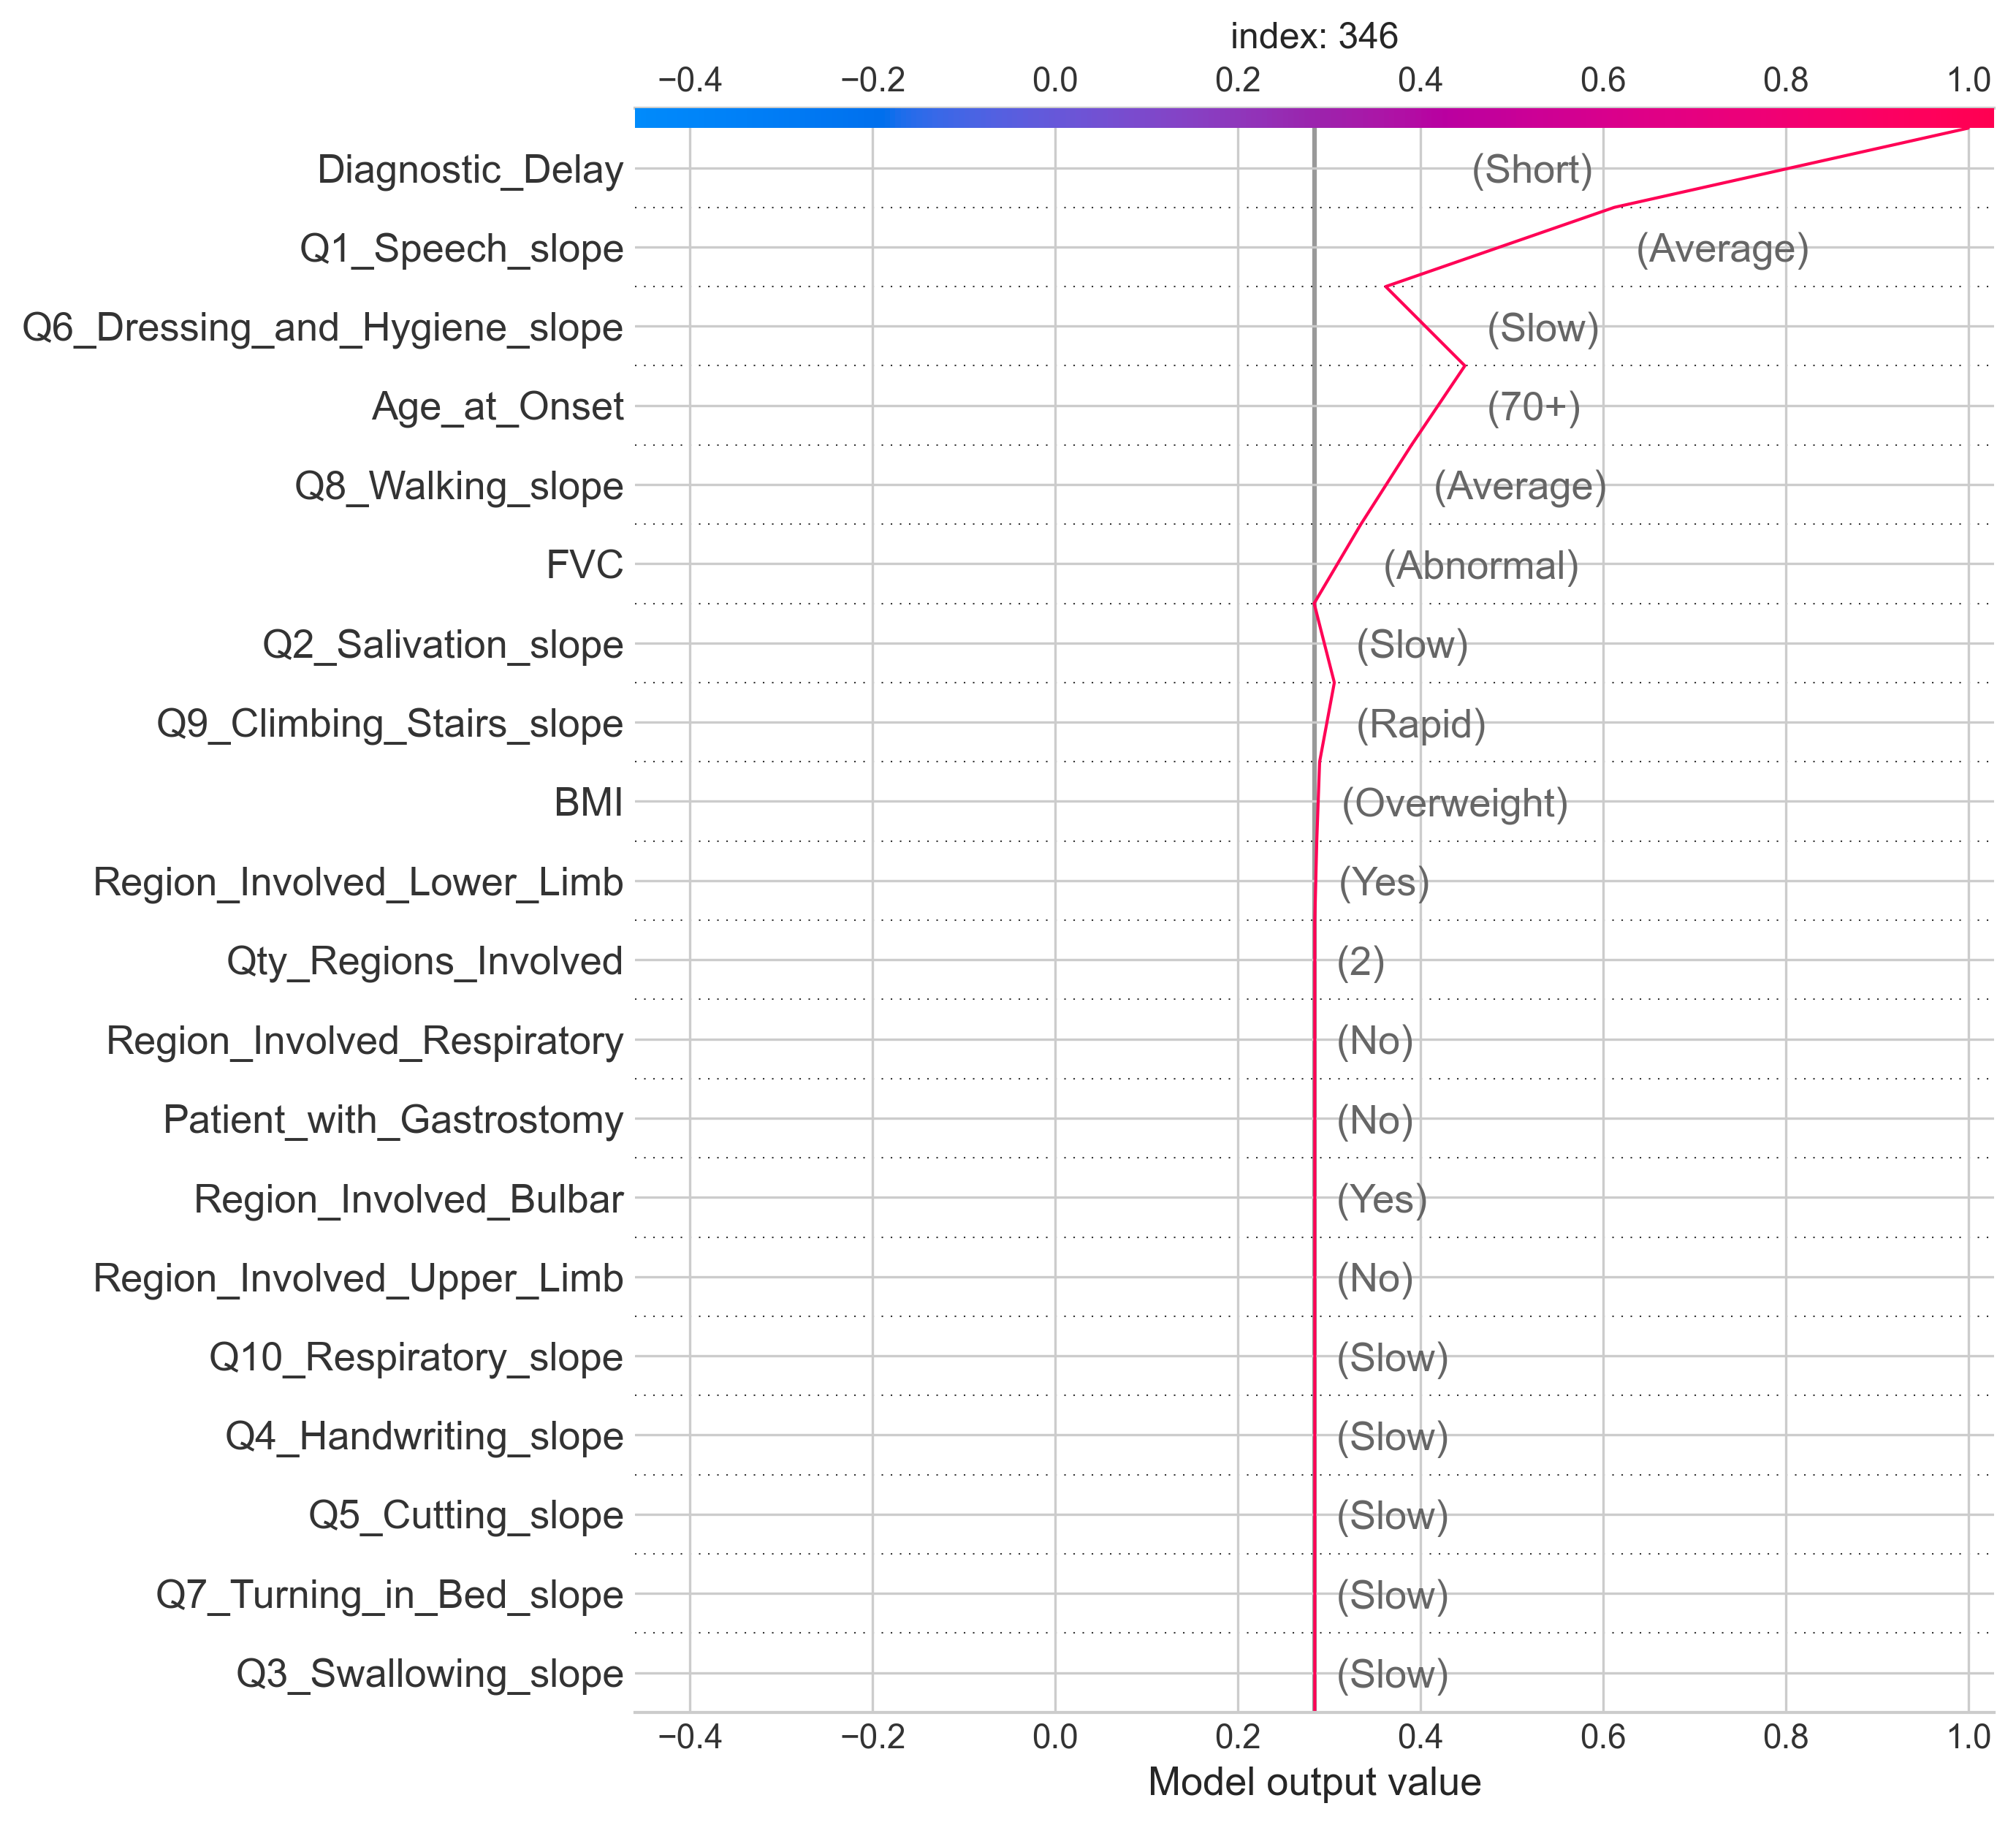 index: 346
−0.4 −0.2 0.0 0.2 0.4 0.6 0.8 1.0
Diagnostic_Delay (Short)
Q1_Speech_slope (Average)
Q6_Dressing_and_Hygiene_slope (Slow)
Age_at_Onset (70+)
Q8_Walking_slope (Average)
FVC (Abnormal)
Q2_Salivation_slope (Slow)
Q9_Climbing_Stairs_slope (Rapid)
BMI (Overweight)
Region_Involved_Lower_Limb (Yes)
Qty_Regions_Involved (2)
Region_Involved_Respiratory (No)
Patient_with_Gastrostomy (No)
Region_Involved_Bulbar (Yes)
Region_Involved_Upper_Limb (No)
Q10_Respiratory_slope (Slow)
Q4_Handwriting_slope (Slow)
Q5_Cutting_slope (Slow)
Q7_Turning_in_Bed_slope (Slow)
Q3_Swallowing_slope (Slow)
−0.4 −0.2 0.0 0.2 0.4 0.6 0.8 1.0
Model output value